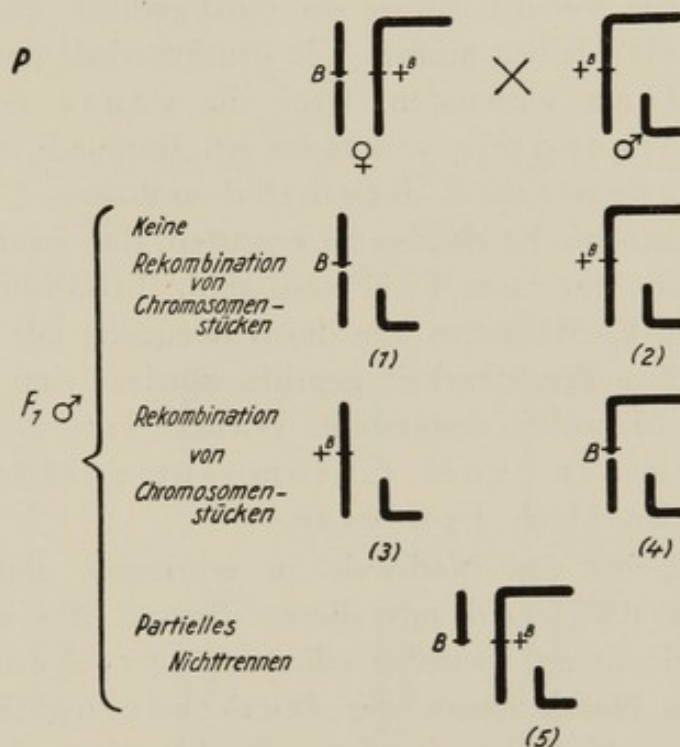 P
B +B × +B
♀ ♂
Keine
Rekombination
von
Chromosomen-
stücken
B +B
(1) (2)
F1 ♂
Rekombination
von
Chromosomen-
stücken
+B B
(3) (4)
Partielles
Nichttrennen
B +B
(5)